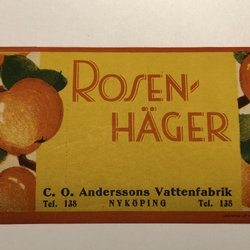 ROSEN-
HÄGER
C. O. Anderssons Vattenfabrik
Tel. 138 NYKÖPING Tel. 138